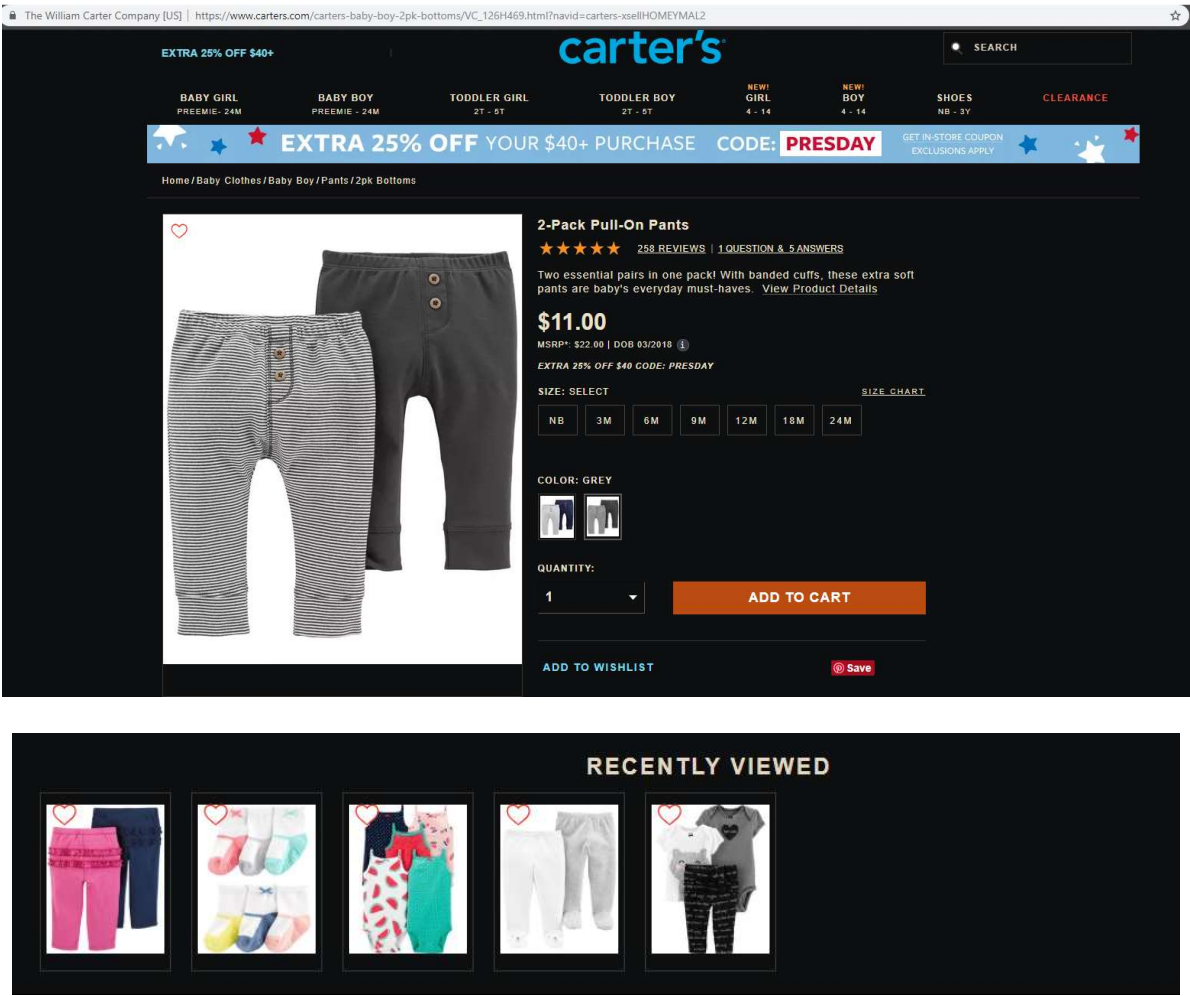 The William Carter Company [US] | https://www.carters.com/carters-baby-boy-2pk-bottoms/VC_126H469.html?navid=carters-xsellHOMEYMAL2
EXTRA 25% OFF $40+
carter's
SEARCH
BABY GIRL
PREEMIE- 24M
BABY BOY
PREEMIE - 24M
TODDLER GIRL
2T - 5T
TODDLER BOY
2T - 5T
NEW!
GIRL
4 - 14
NEW!
BOY
4 - 14
SHOES
NB - 3Y
CLEARANCE
EXTRA 25% OFF YOUR $40+ PURCHASE CODE: PRESDAY
GET IN-STORE COUPON
EXCLUSIONS APPLY
Home / Baby Clothes / Baby Boy / Pants / 2pk Bottoms
2-Pack Pull-On Pants
258 REVIEWS | 1 QUESTION & 5 ANSWERS
Two essential pairs in one pack! With banded cuffs, these extra soft
pants are baby's everyday must-haves. View Product Details
$11.00
MSRP*: $22.00 | DOB 03/2018 i
EXTRA 25% OFF $40 CODE: PRESDAY
SIZE: SELECT
SIZE CHART
NB 3M 6M 9M 12M 18M 24M
COLOR: GREY
QUANTITY:
1
ADD TO CART
ADD TO WISHLIST
Save
RECENTLY VIEWED